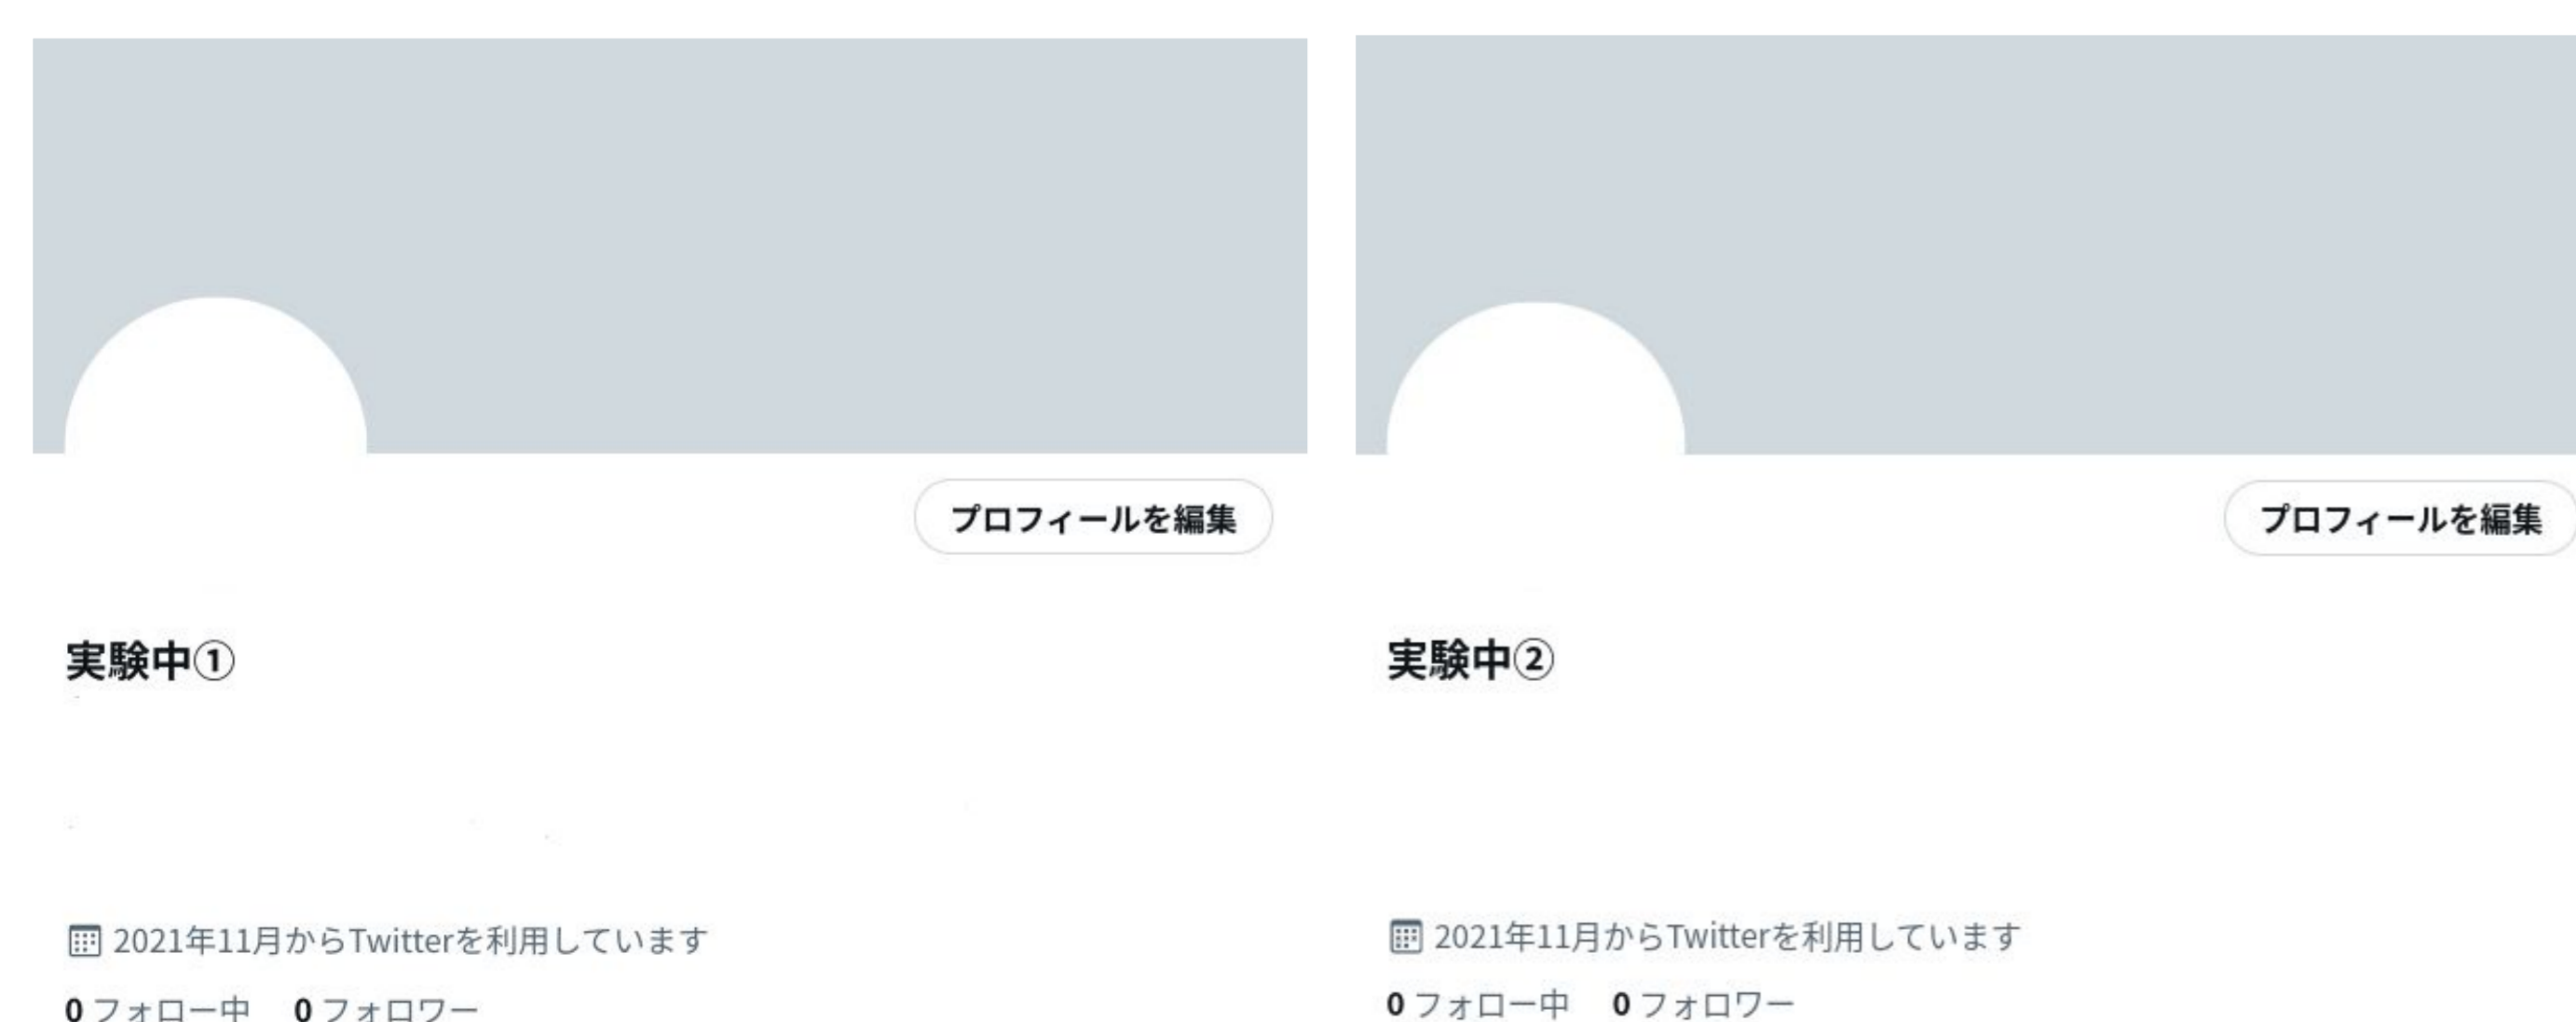 プロフィールを編集
実験中①
2021年11月からTwitterを利用しています
0 フォロー中 0 フォロワー
プロフィールを編集
実験中②
2021年11月からTwitterを利用しています
0 フォロー中 0 フォロワー